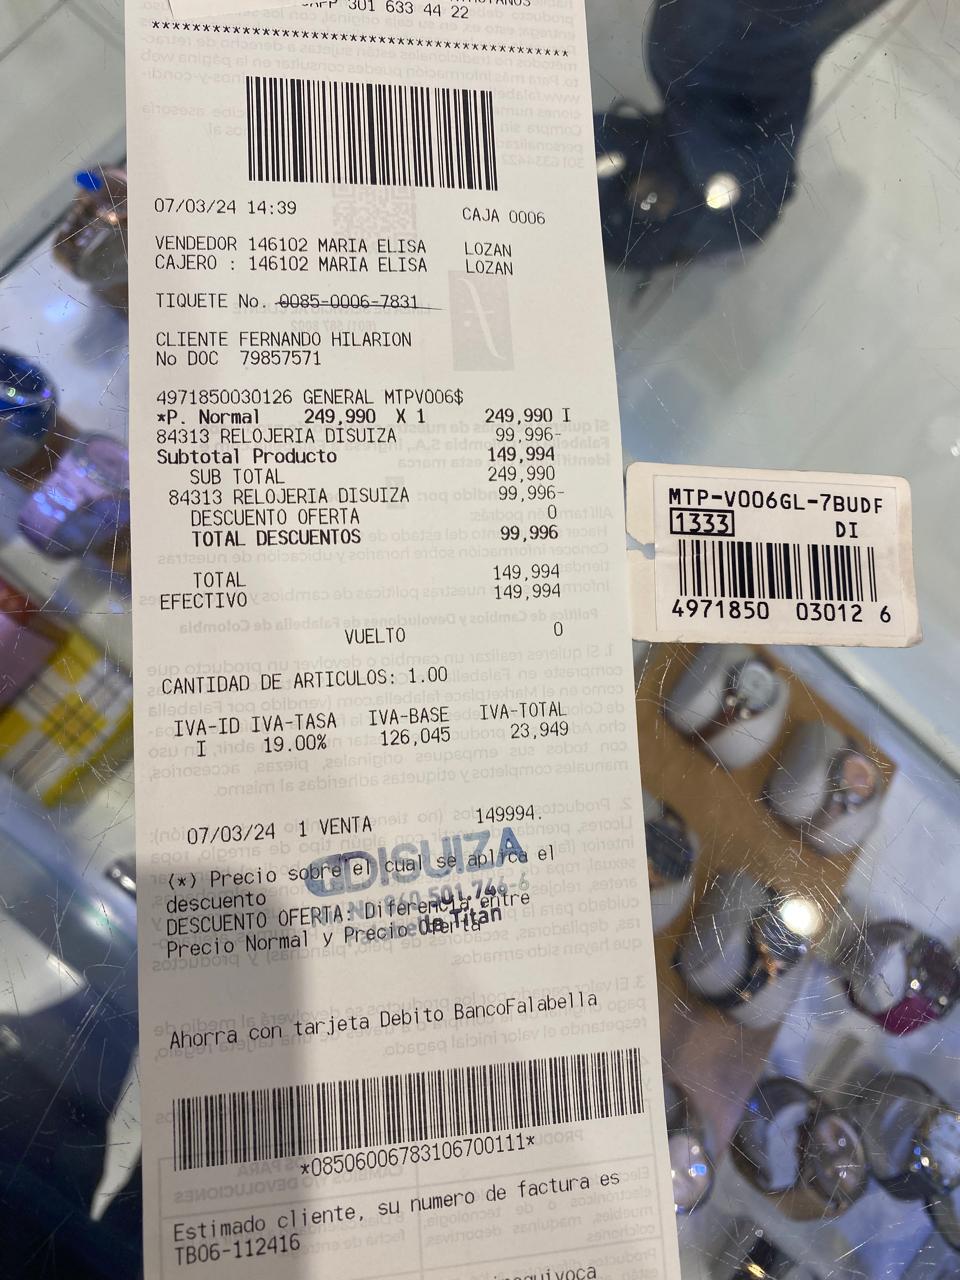 301 633 44 22
****************************************
07/03/24 14:39 CAJA 0006
VENDEDOR 146102 MARIA ELISA LOZAN
CAJERO : 146102 MARIA ELISA LOZAN
TIQUETE No. 0085-0006-7831
CLIENTE FERNANDO HILARION
No DOC 79857571
4971850030126 GENERAL MTPV006$
*P. Normal 249,990 X 1 249,990 I
84313 RELOJERIA DISUIZA 99,996-
Subtotal Producto 149,994
SUB TOTAL 249,990
84313 RELOJERIA DISUIZA 99,996-
DESCUENTO OFERTA 0
TOTAL DESCUENTOS 99,996
TOTAL 149,994
EFECTIVO 149,994
VUELTO 0
CANTIDAD DE ARTICULOS: 1.00
IVA-ID IVA-TASA IVA-BASE IVA-TOTAL
I 19.00% 126,045 23,949
07/03/24 1 VENTA 149994.
(*) Precio sobre el cual se aplica el
descuento
DESCUENTO OFERTA: Diferencia entre
Precio Normal y Precio Oferta
DISUIZA
860.501.746-6
Titan
Ahorra con tarjeta Debito BancoFalabella
*08506006783106700111*
Estimado cliente, su numero de factura es
TB06-112416
MTP-V006GL-7BUDF
1333 DI
4971850 03012 6